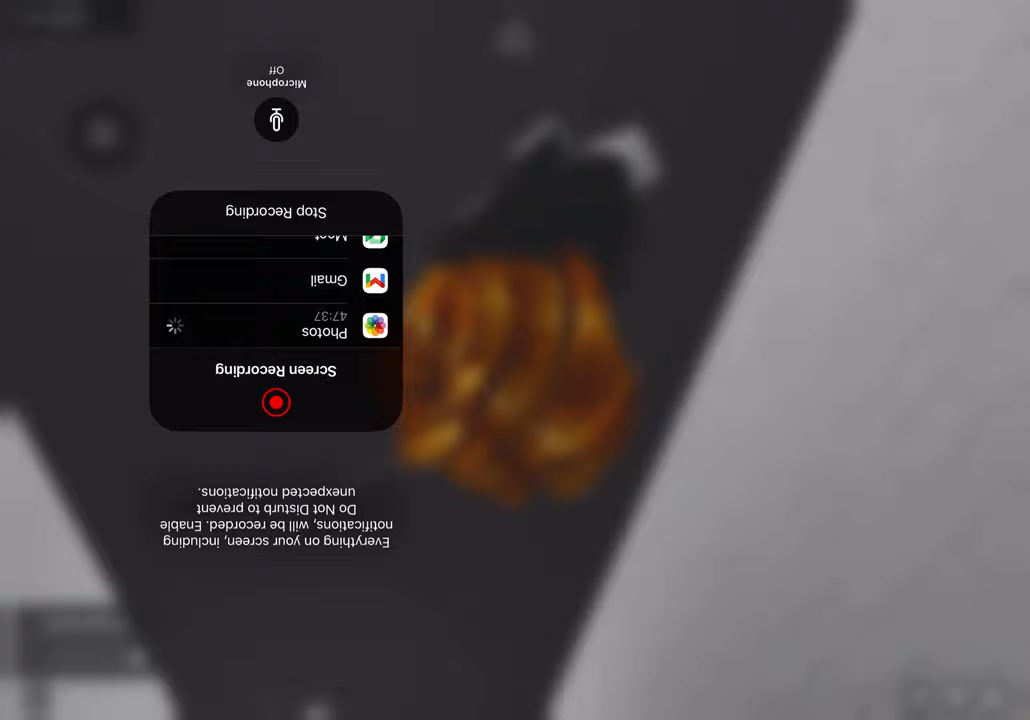 Everything on your screen, including
notifications, will be recorded. Enable
Do Not Disturb to prevent
unexpected notifications.
Screen Recording
Photos
47:37
Gmail
Meet
Stop Recording
Microphone
Off